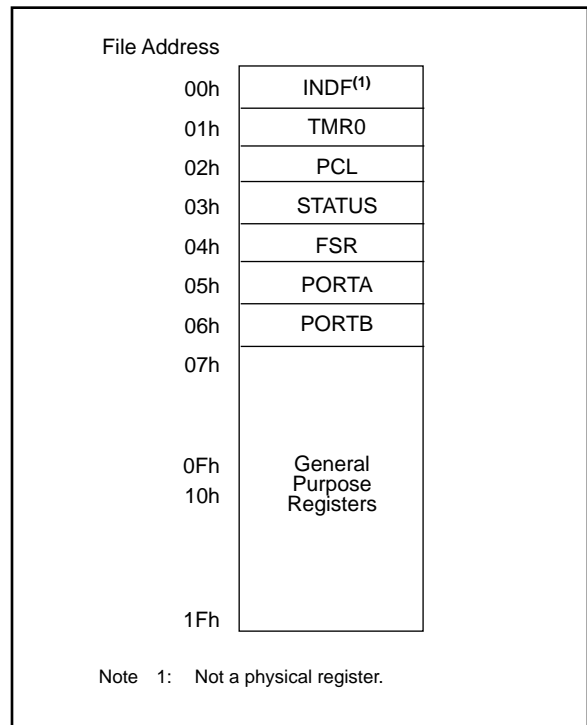 File Address
00h INDF(1)
01h TMR0
02h PCL
03h STATUS
04h FSR
05h PORTA
06h PORTB
07h
0Fh General
Purpose
10h Registers
1Fh
Note 1: Not a physical register.